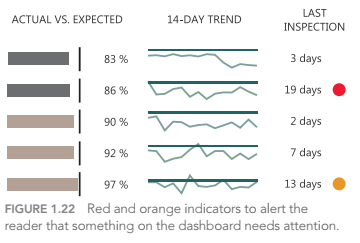 ACTUAL VS. EXPECTED 14-DAY TREND LAST INSPECTION
83 % 3 days
86 % 19 days
90 % 2 days
92 % 7 days
97 % 13 days
FIGURE 1.22 Red and orange indicators to alert the
reader that something on the dashboard needs attention.